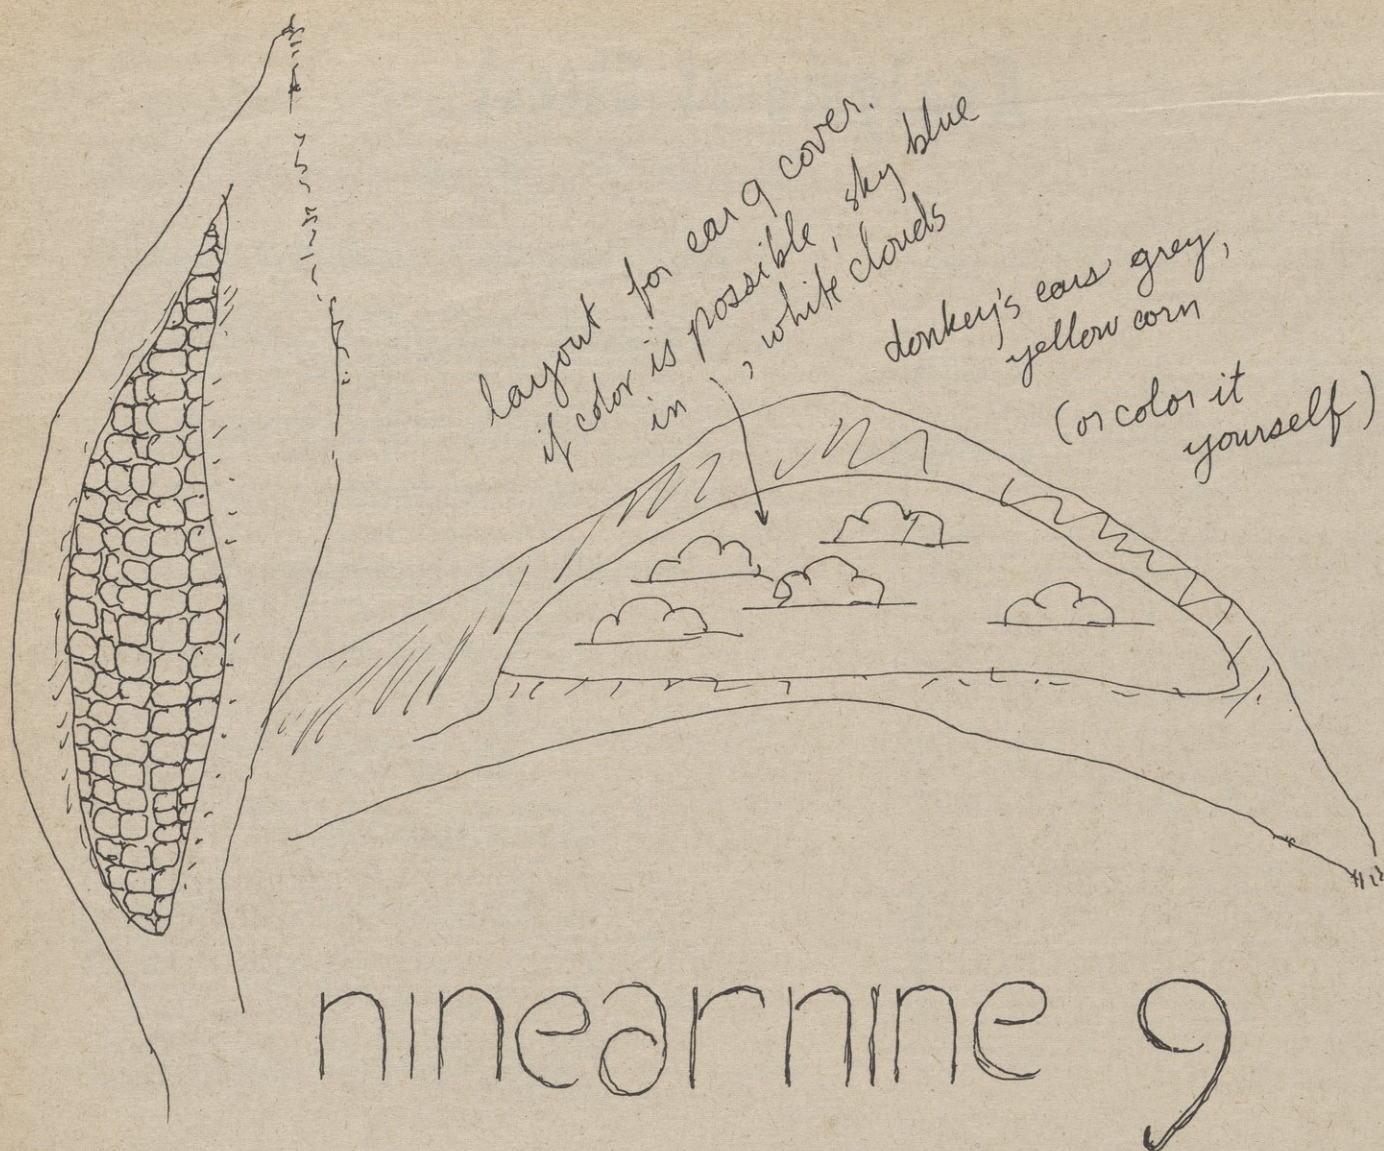 layout for ear 9 cover.
if color is possible, sky blue
in , white clouds
donkey's ears grey,
yellow corn
(or color it
yourself)
ninearnine 9